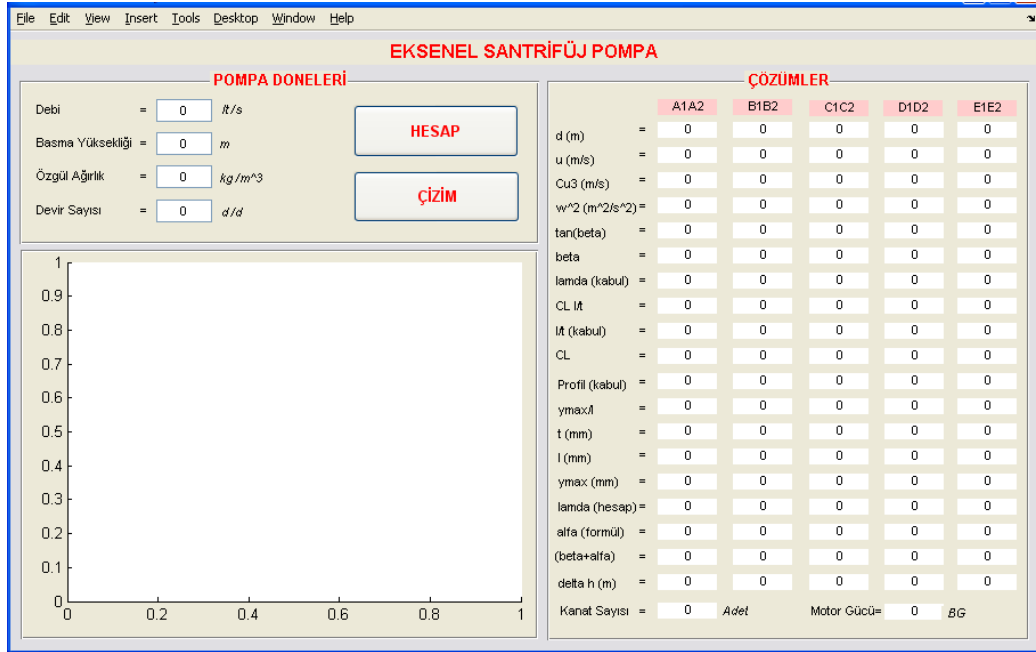 File Edit View Insert Tools Desktop Window Help
EKSENEL SANTRİFÜJ POMPA
POMPA DONELERİ
Debi = 0 lt/s
Basma Yüksekliği = 0 m
Özgül Ağırlık = 0 kg/m^3
Devir Sayısı = 0 d/d
HESAP
ÇİZİM
1
0.9
0.8
0.7
0.6
0.5
0.4
0.3
0.2
0.1
0
0 0.2 0.4 0.6 0.8 1
ÇÖZÜMLER
A1A2 B1B2 C1C2 D1D2 E1E2
d (m) = 0 0 0 0 0
u (m/s) = 0 0 0 0 0
Cu3 (m/s) = 0 0 0 0 0
w^2 (m^2/s^2) = 0 0 0 0 0
tan(beta) = 0 0 0 0 0
beta = 0 0 0 0 0
lamda (kabul) = 0 0 0 0 0
CL l/t = 0 0 0 0 0
l/t (kabul) = 0 0 0 0 0
CL = 0 0 0 0 0
Profil (kabul) = 0 0 0 0 0
ymax/l = 0 0 0 0 0
t (mm) = 0 0 0 0 0
l (mm) = 0 0 0 0 0
ymax (mm) = 0 0 0 0 0
lamda (hesap) = 0 0 0 0 0
alfa (formül) = 0 0 0 0 0
(beta+alfa) = 0 0 0 0 0
delta h (m) = 0 0 0 0 0
Kanat Sayısı = 0 Adet Motor Gücü= 0 BG